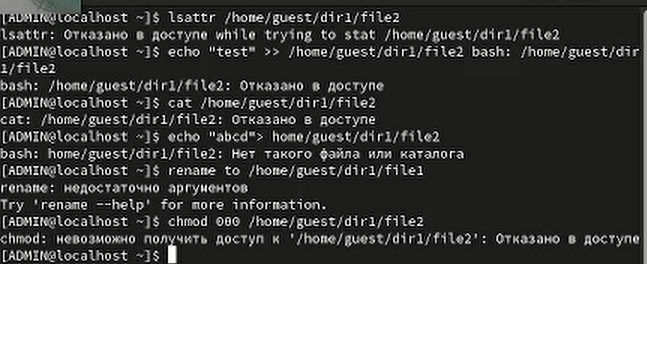 [ADMIN@localhost ~]$ lsattr /home/guest/dir1/file2
lsattr: Отказано в доступе while trying to stat /home/guest/dir1/file2
[ADMIN@localhost ~]$ echo "test" >> /home/guest/dir1/file2 bash: /home/guest/dir
1/file2
bash: /home/guest/dir1/file2: Отказано в доступе
[ADMIN@localhost ~]$ cat /home/guest/dir1/file2
cat: /home/guest/dir1/file2: Отказано в доступе
[ADMIN@localhost ~]$ echo "abcd"> home/guest/dir1/file2
bash: home/guest/dir1/file2: Нет такого файла или каталога
[ADMIN@localhost ~]$ rename to /home/guest/dir1/file1
rename: недостаточно аргументов
Try 'rename --help' for more information.
[ADMIN@localhost ~]$ chmod 000 /home/guest/dir1/file2
chmod: невозможно получить доступ к '/home/guest/dir1/file2': Отказано в доступе
[ADMIN@localhost ~]$